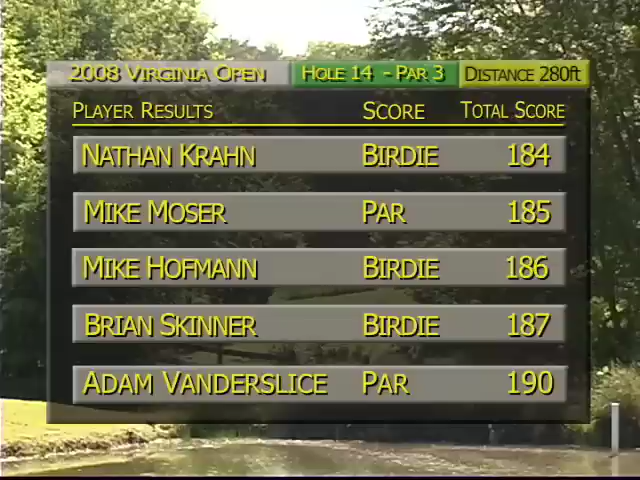 2008 Virginia Open Hole 14 - Par 3 Distance 280ft
Player Results Score Total Score
Nathan Krahn Birdie 184
Mike Moser Par 185
Mike Hofmann Birdie 186
Brian Skinner Birdie 187
Adam Vanderslice Par 190